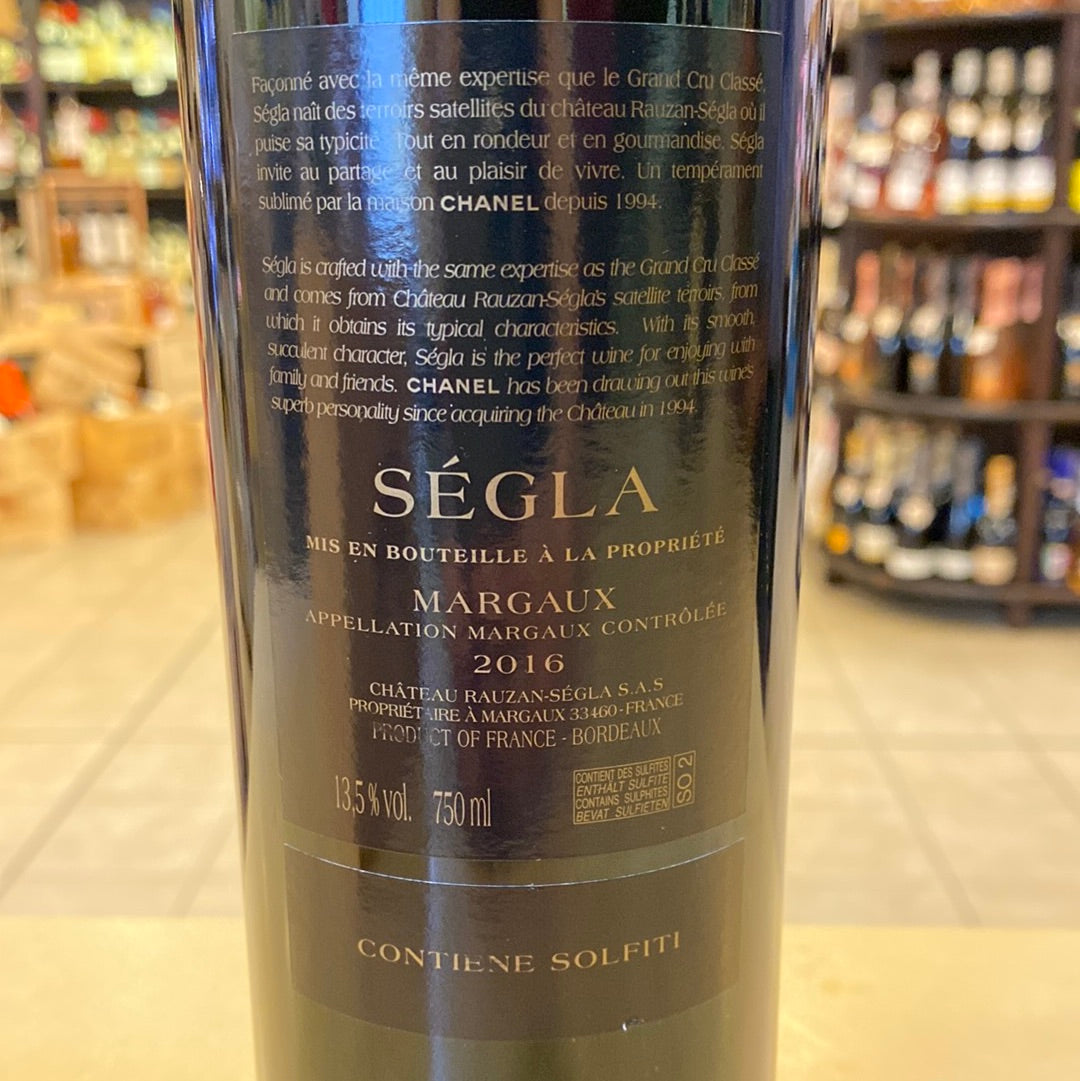 Façonné avec la même expertise que le Grand Cru Classé,
Ségla naît des terroirs satellites du château Rauzan-Ségla où il
puise sa typicité. Tout en rondeur et en gourmandise, Ségla
invite au partage et au plaisir de vivre. Un tempérament
sublimé par la maison CHANEL depuis 1994.
Ségla is crafted with the same expertise as the Grand Cru Classé
and comes from Château Rauzan-Ségla's satellite terroirs, from
which it obtains its typical characteristics. With its smooth,
succulent character, Ségla is the perfect wine for enjoying with
family and friends. CHANEL has been drawing out this wine's
superb personality since acquiring the Château in 1994.
SÉGLA
MIS EN BOUTEILLE À LA PROPRIÉTÉ
MARGAUX
APPELLATION MARGAUX CONTRÔLÉE
2016
CHÂTEAU RAUZAN-SÉGLA S.A.S
PROPRIÉTAIRE À MARGAUX 33460-FRANCE
PRODUCT OF FRANCE - BORDEAUX
13,5 % vol. 750 ml
CONTIENT DES SULFITES
ENTHÄLT SULFITE
CONTAINS SULPHITES
BEVAT SULFIETEN
SO 2
CONTIENE SOLFITI